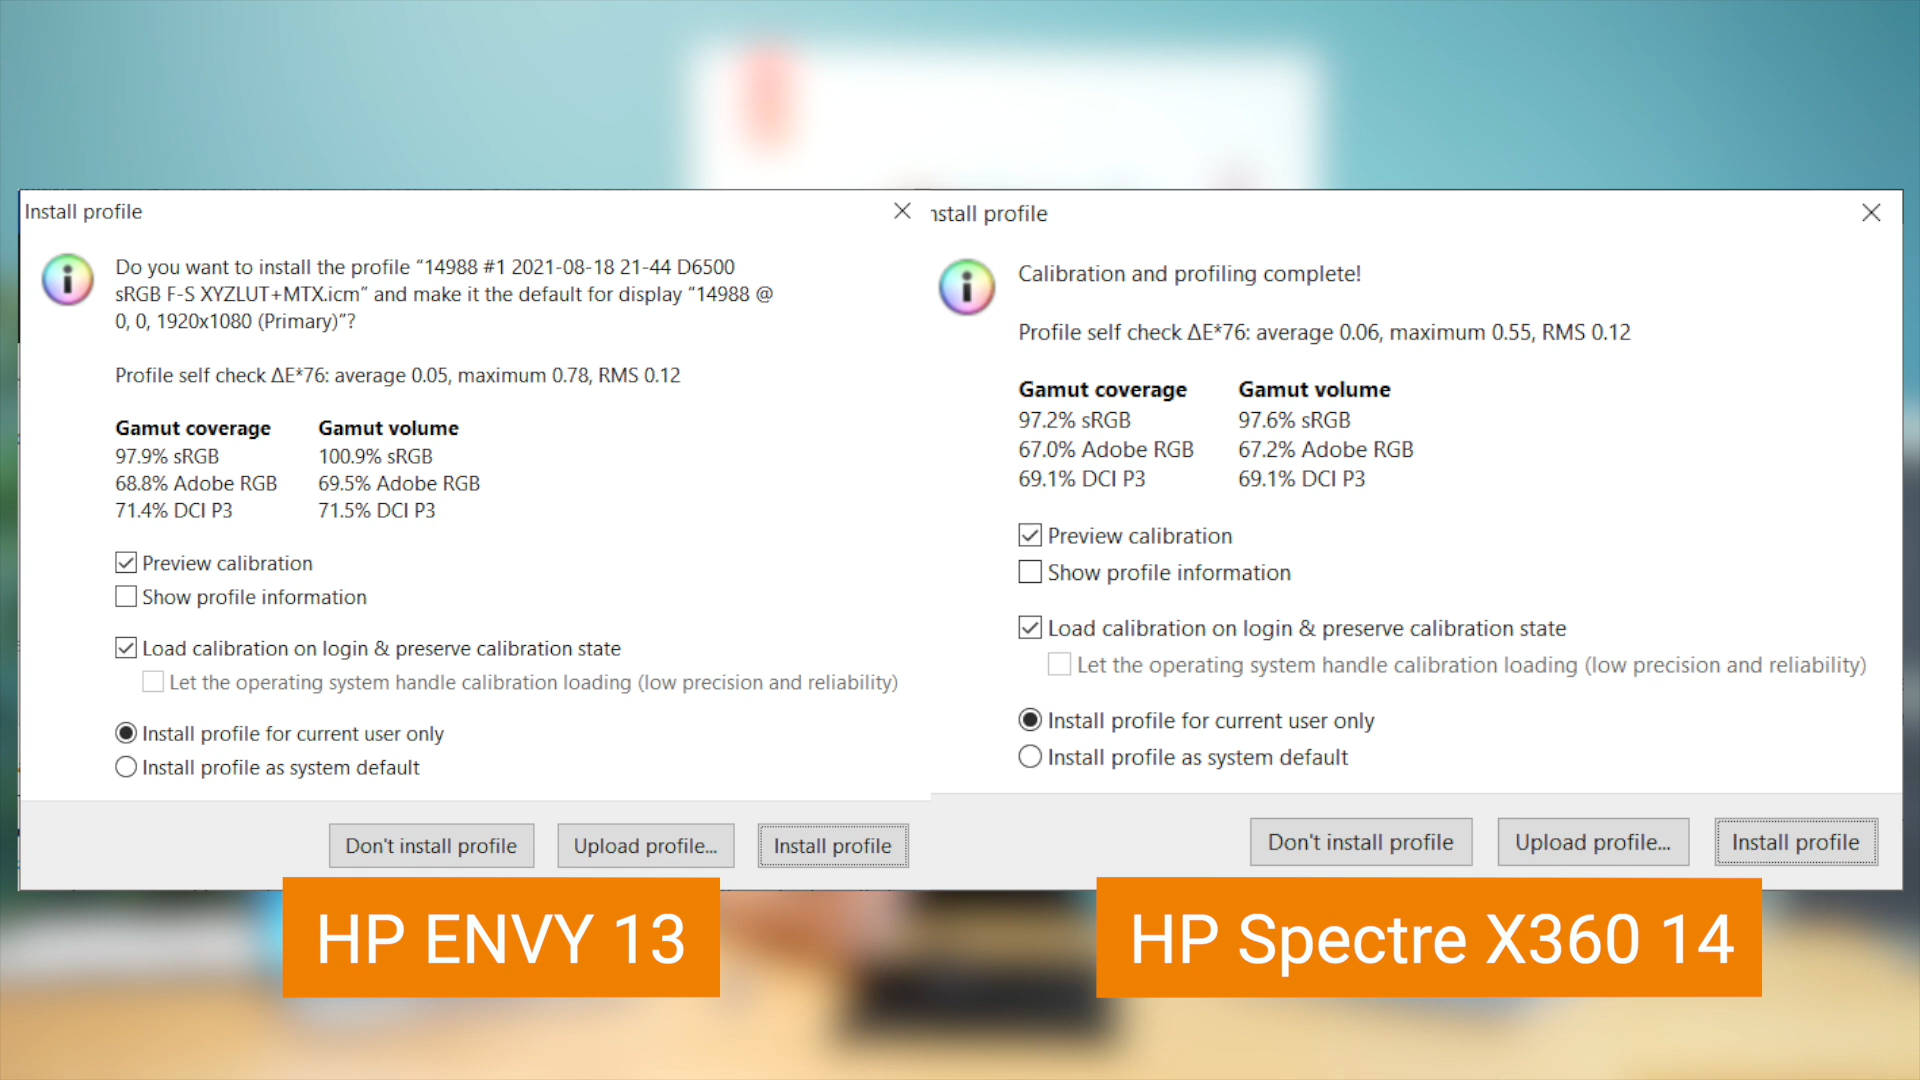 Install profile
Do you want to install the profile “14988 #1 2021-08-18 21-44 D6500
sRGB F-S XYZLUT+MTX.icm” and make it the default for display “14988 @
0, 0, 1920x1080 (Primary)”?
Profile self check ΔE*76: average 0.05, maximum 0.78, RMS 0.12
Gamut coverage Gamut volume
97.9% sRGB 100.9% sRGB
68.8% Adobe RGB 69.5% Adobe RGB
71.4% DCI P3 71.5% DCI P3
Preview calibration
Show profile information
Load calibration on login & preserve calibration state
Let the operating system handle calibration loading (low precision and reliability)
Install profile for current user only
Install profile as system default
Don't install profile
Upload profile...
Install profile
HP ENVY 13
nstall profile
Calibration and profiling complete!
Profile self check ΔE*76: average 0.06, maximum 0.55, RMS 0.12
Gamut coverage Gamut volume
97.2% sRGB 97.6% sRGB
67.0% Adobe RGB 67.2% Adobe RGB
69.1% DCI P3 69.1% DCI P3
Preview calibration
Show profile information
Load calibration on login & preserve calibration state
Let the operating system handle calibration loading (low precision and reliability)
Install profile for current user only
Install profile as system default
Don't install profile
Upload profile...
Install profile
HP Spectre X360 14